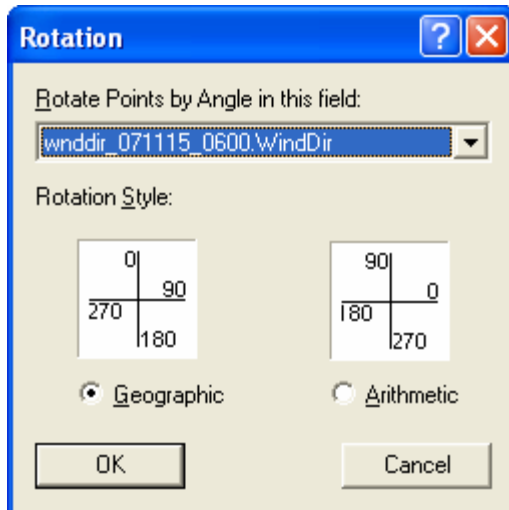 Rotation
Rotate Points by Angle in this field:
wnddir_071115_0600.WindDir
Rotation Style:
0
90
270
180
90
0
180
270
Geographic
Arithmetic
OK
Cancel